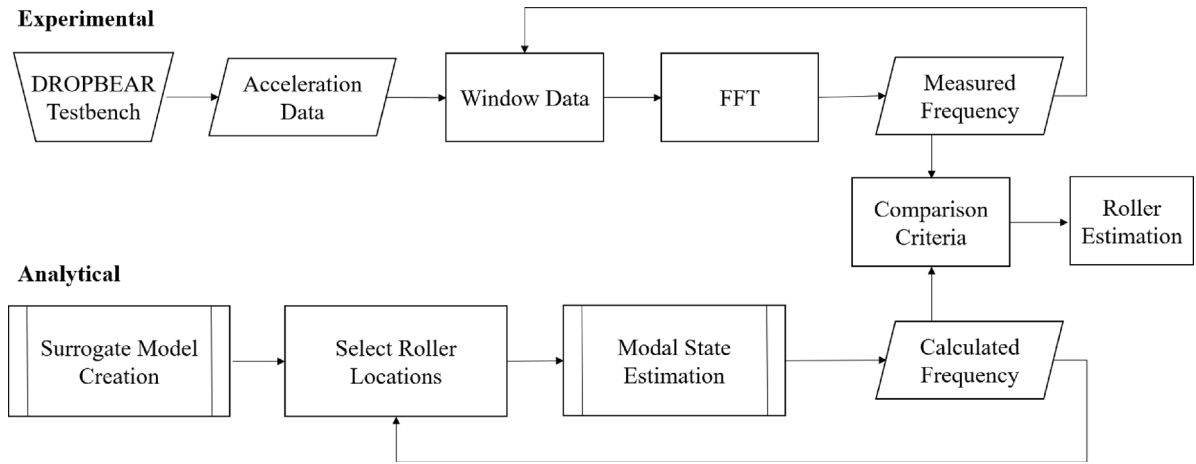 Experimental
DROPBEAR
Testbench
Acceleration
Data
Window Data
FFT
Measured
Frequency
Comparison
Criteria
Roller
Estimation
Analytical
Surrogate Model
Creation
Select Roller
Locations
Modal State
Estimation
Calculated
Frequency